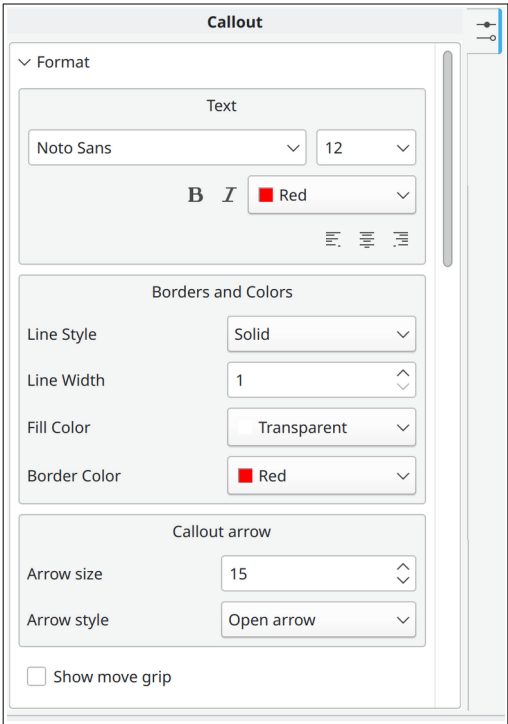 Callout
Format
Text
Noto Sans 12
B I Red
Borders and Colors
Line Style Solid
Line Width 1
Fill Color Transparent
Border Color Red
Callout arrow
Arrow size 15
Arrow style Open arrow
Show move grip